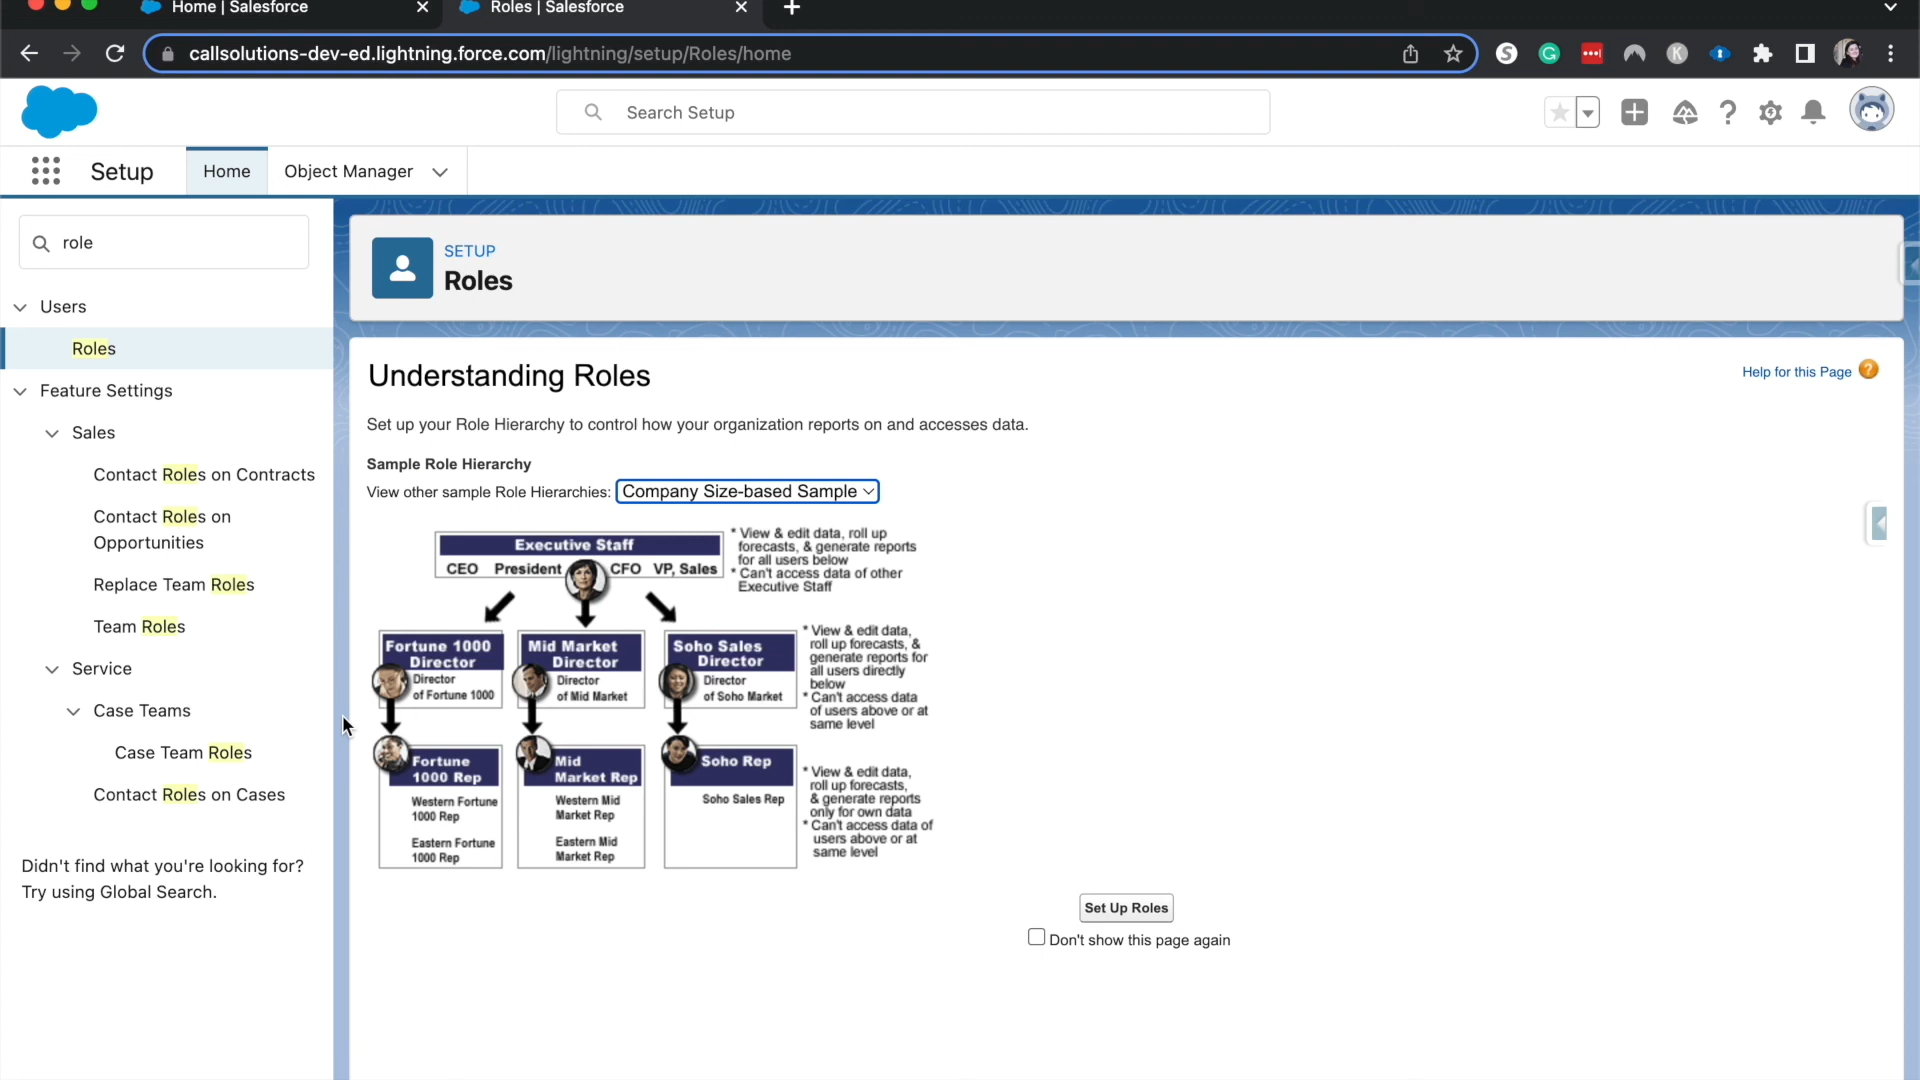 Home | Salesforce
Roles | Salesforce
callsolutions-dev-ed.lightning.force.com/lightning/setup/Roles/home
Search Setup
Setup
Home
Object Manager
role
Users
Roles
Feature Settings
Sales
Contact Roles on Contracts
Contact Roles on
Opportunities
Replace Team Roles
Team Roles
Service
Case Teams
Case Team Roles
Contact Roles on Cases
Didn't find what you're looking for?
Try using Global Search.
SETUP
Roles
Understanding Roles
Help for this Page
Set up your Role Hierarchy to control how your organization reports on and accesses data.
Sample Role Hierarchy
View other sample Role Hierarchies: Company Size-based Sample
Executive Staff
CEO President CFO VP, Sales
* View & edit data, roll up
forecasts, & generate reports
for all users below
* Can't access data of other
Executive Staff
Fortune 1000
Director
Director
of Fortune 1000
Mid Market
Director
Director
of Mid Market
Soho Sales
Director
Director
of Soho Market
* View & edit data,
roll up forecasts, &
generate reports for
all users directly
below
* Can't access data
of users above or at
same level
Fortune
1000 Rep
Western Fortune
1000 Rep
Eastern Fortune
1000 Rep
Mid
Market Rep
Western Mid
Market Rep
Eastern Mid
Market Rep
Soho Rep
Soho Sales Rep
* View & edit data,
roll up forecasts,
& generate reports
only for own data
* Can't access data of
users above or at
same level
Set Up Roles
Don't show this page again